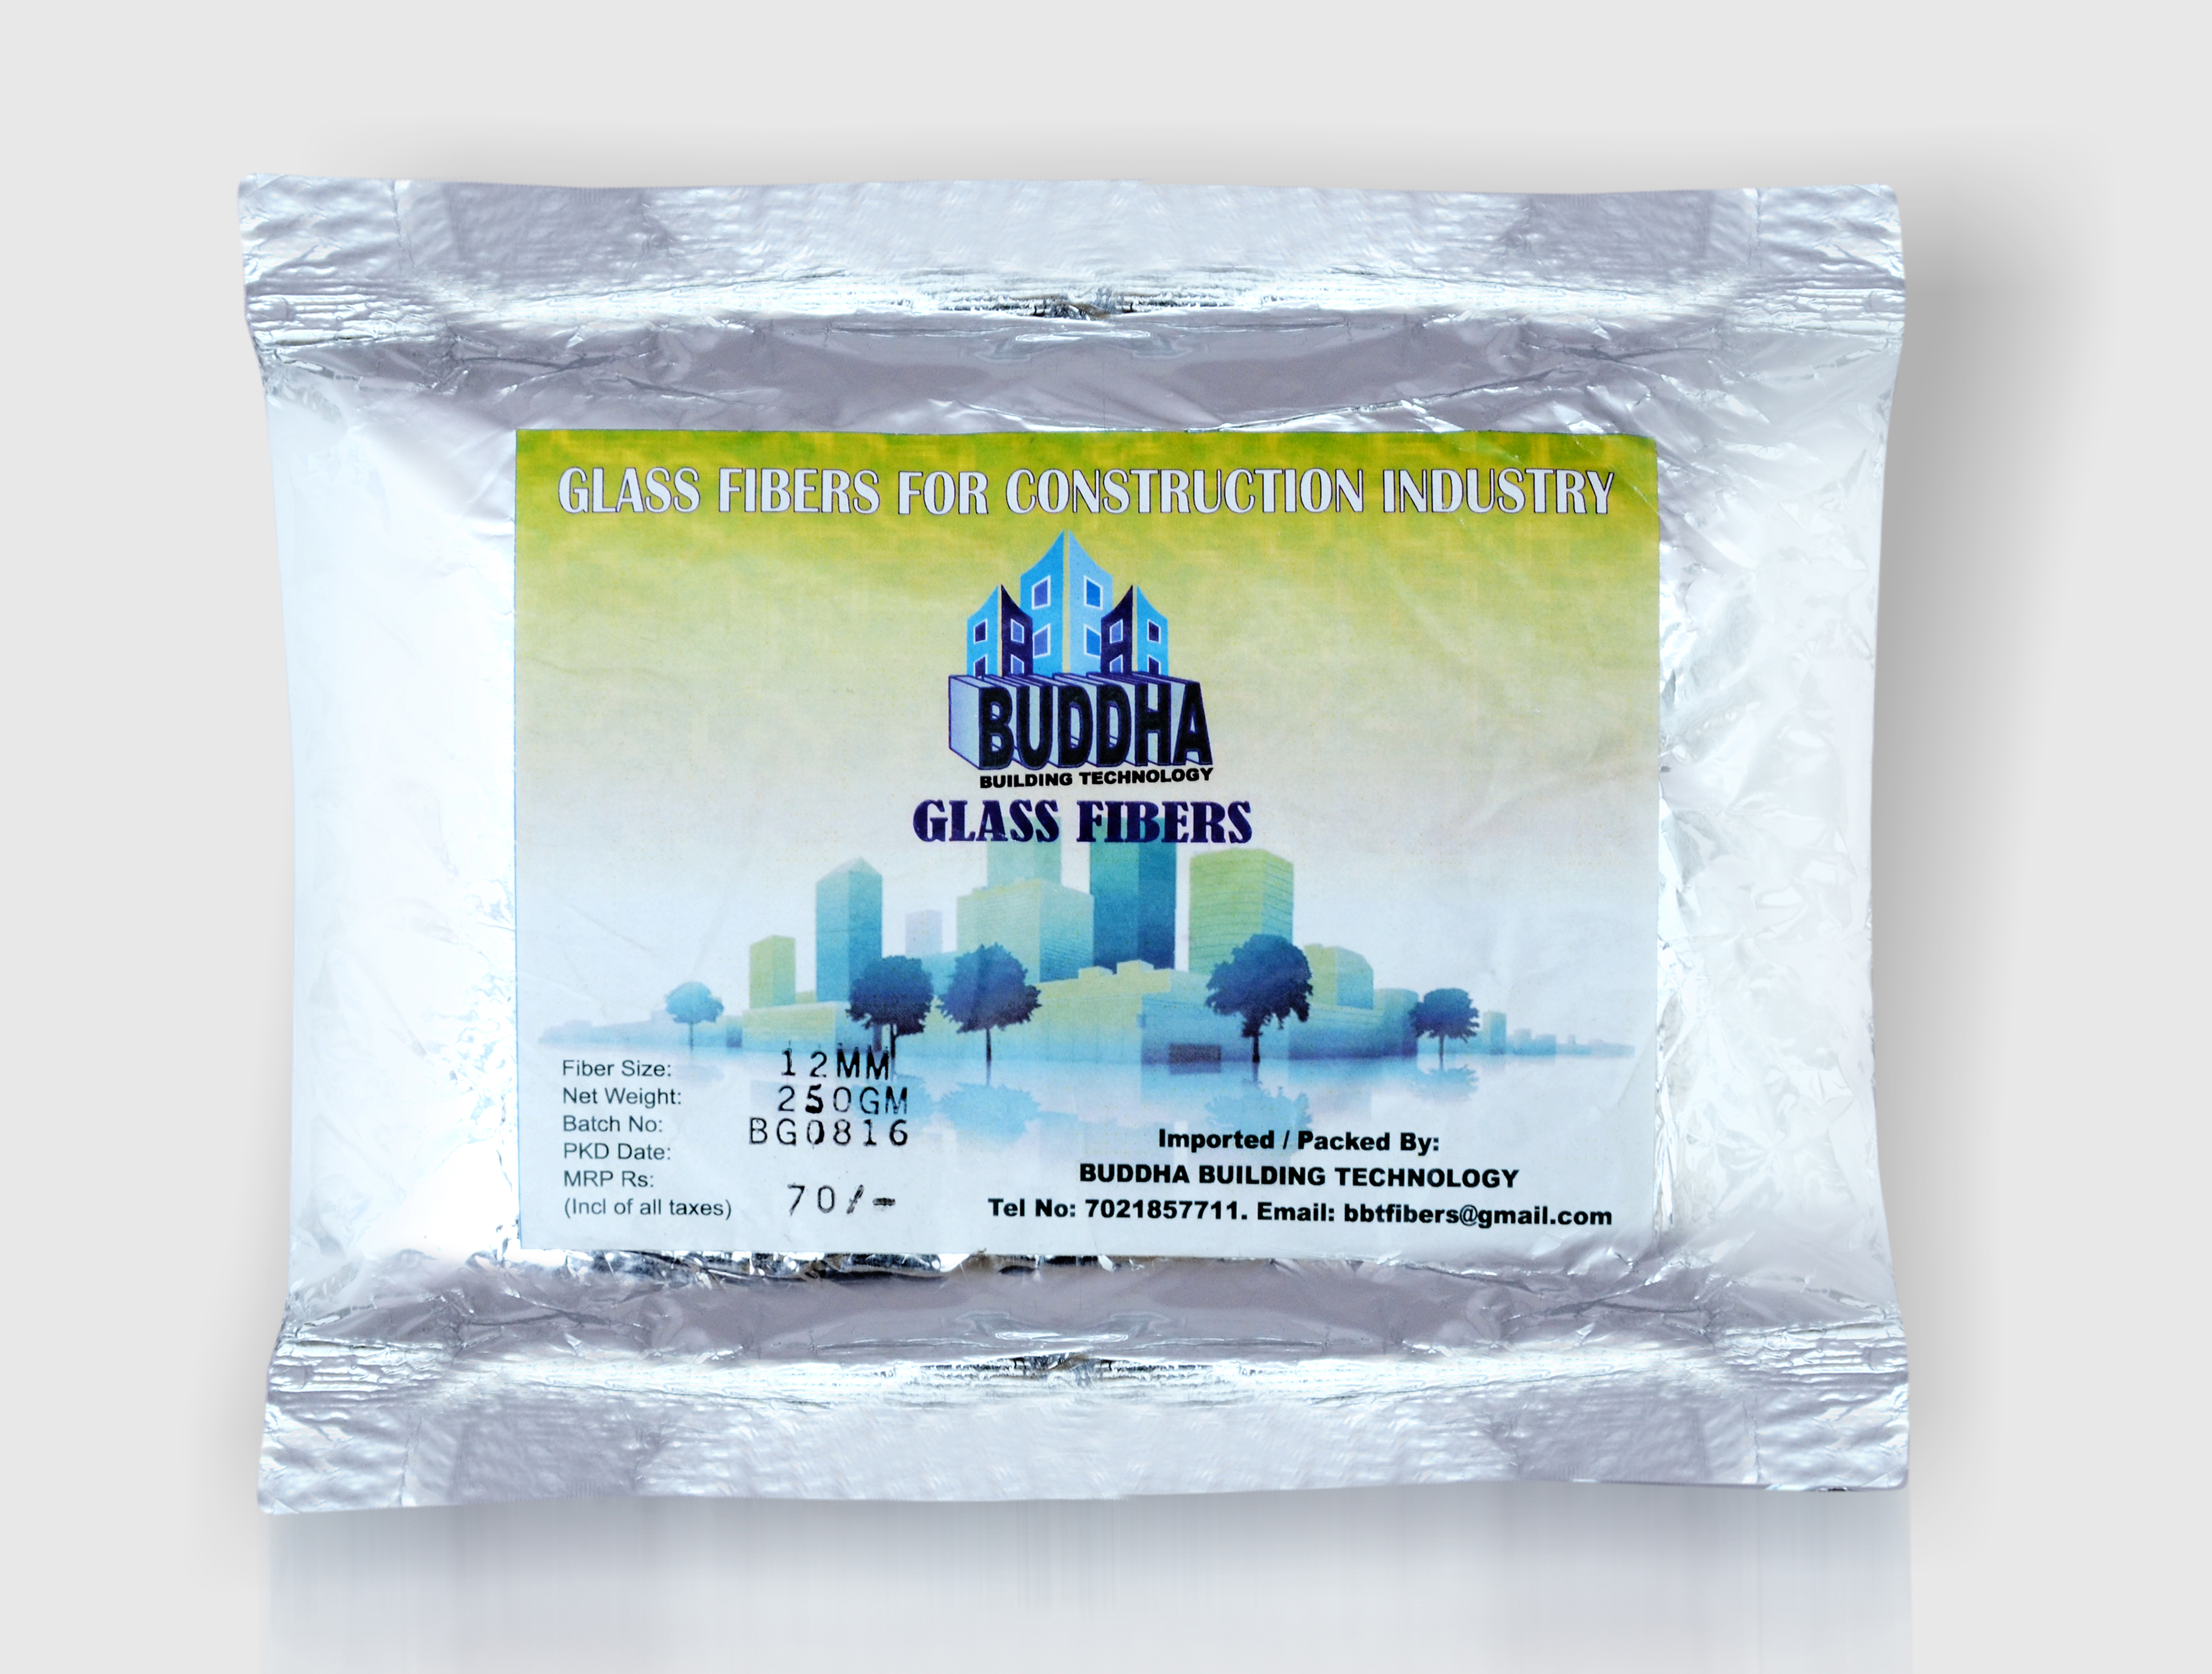 GLASS FIBERS FOR CONSTRUCTION INDUSTRY
BUDDHA
BUILDING TECHNOLOGY
GLASS FIBERS
Fiber Size: 12MM
Net Weight: 250GM
Batch No: BG0816
PKD Date:
MRP Rs:
(Incl of all taxes) 70/-
Imported / Packed By:
BUDDHA BUILDING TECHNOLOGY
Tel No: 7021857711. Email: bbtfibers@gmail.com